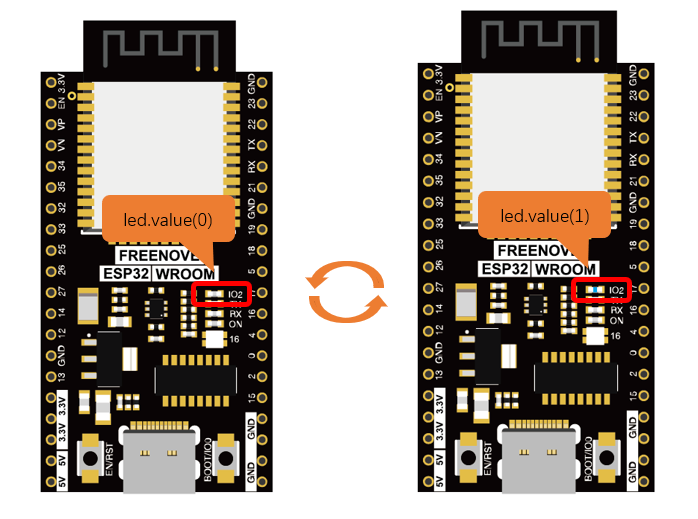 3.3V
EN
VP
VN
34
35
32
33
25
26
27
14
12
GND
13
3.3V
3.3V
5V
5V
led.value(0)
FREENOVE
ESP32
WROOM
IO2
RX
ON
16
EN/RST
BOOT/IO0
GND
23
22
TX
RX
21
GND
19
18
5
4
0
2
15
GND
GND
3.3V
EN
VP
VN
34
35
32
33
25
26
27
14
12
GND
13
3.3V
3.3V
5V
5V
led.value(1)
FREENOVE
ESP32
WROOM
IO2
RX
ON
16
EN/RST
BOOT/IO0
GND
23
22
TX
RX
21
GND
19
18
5
4
0
2
15
GND
GND